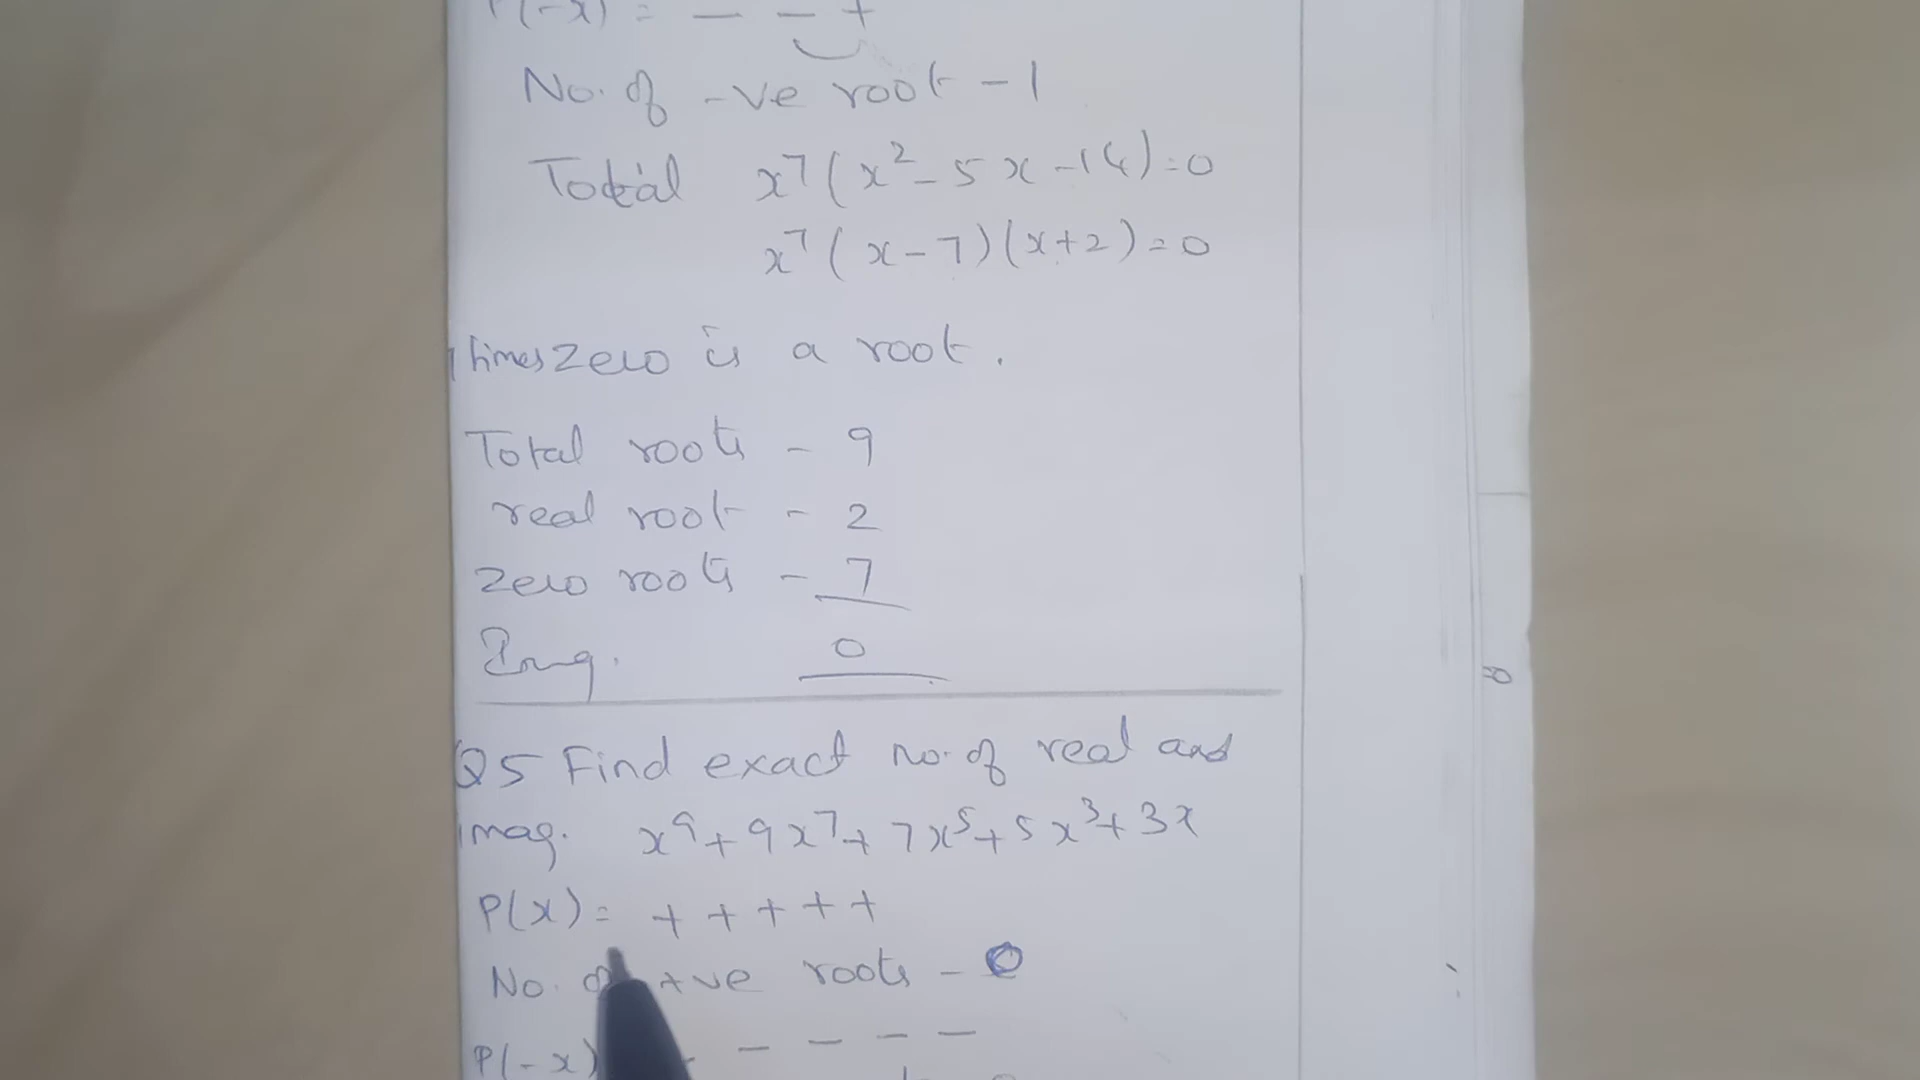 P(-x) = - - +
No. of -ve root - 1
Total x⁷(x² - 5x - 14) = 0
x⁷(x - 7)(x + 2) = 0
7 times zero is a root.
Total roots - 9
real root - 2
zero roots - 7
Img. 0
=0
Q5 Find exact no. of real and
imag. x⁹ + 9x⁷ + 7x⁵ + 5x³ + 3x
P(x) = + + + + +
No. of +ve roots - 0
P(-x) - - - - -